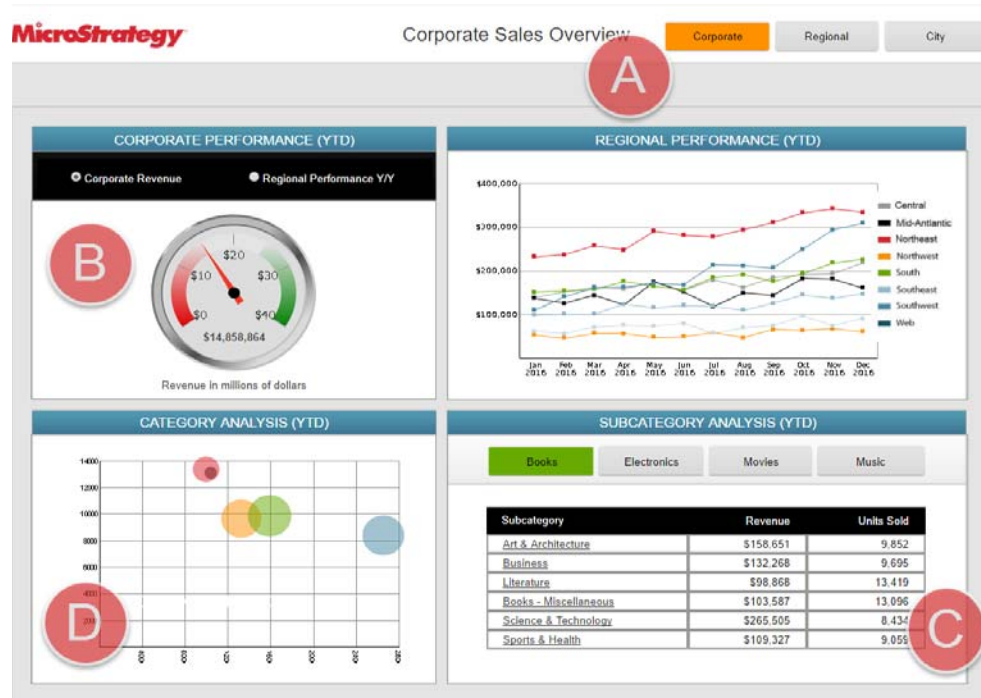 MicroStrategy
Corporate Sales Overview
Corporate
Regional
City
A
CORPORATE PERFORMANCE (YTD)
Corporate Revenue
Regional Performance Y/Y
B
$0
$10
$20
$30
$40
$14,858,864
Revenue in millions of dollars
REGIONAL PERFORMANCE (YTD)
$400,000
$300,000
$200,000
$100,000
Jan 2016
Feb 2016
Mar 2016
Apr 2016
May 2016
Jun 2016
Jul 2016
Aug 2016
Sep 2016
Oct 2016
Nov 2016
Dec 2016
Central
Mid-Antlantic
Northeast
Northwest
South
Southeast
Southwest
Web
CATEGORY ANALYSIS (YTD)
14000
12000
10000
8000
6000
4000
D
SUBCATEGORY ANALYSIS (YTD)
Books
Electronics
Movies
Music
Subcategory Revenue Units Sold
Art & Architecture $158,651 9,852
Business $132,268 9,695
Literature $98,868 13,419
Books - Miscellaneous $103,587 13,096
Science & Technology $265,505 8,434
Sports & Health $109,327 9,059
C